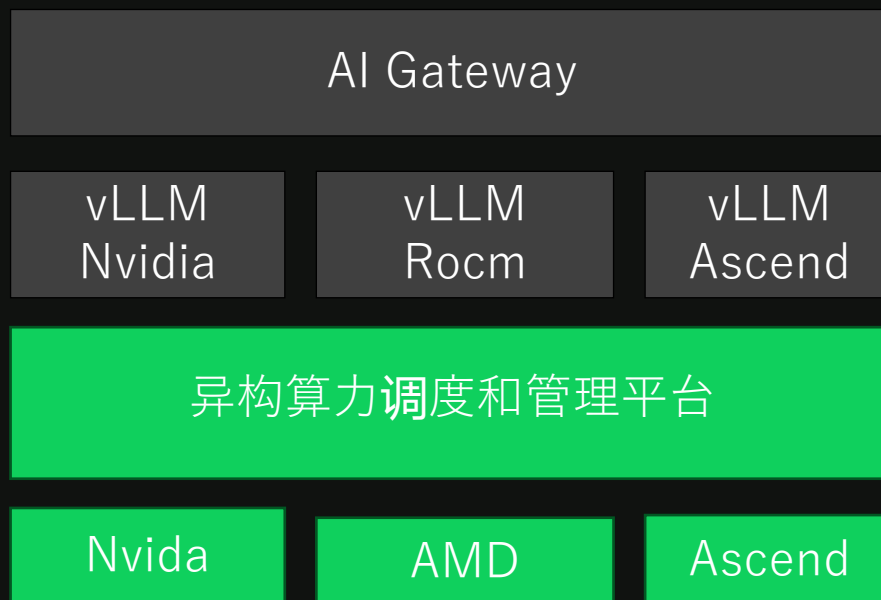 AI Gateway
vLLM
Nvidia
vLLM
Rocm
vLLM
Ascend
异构算力调度和管理平台
Nvida
AMD
Ascend